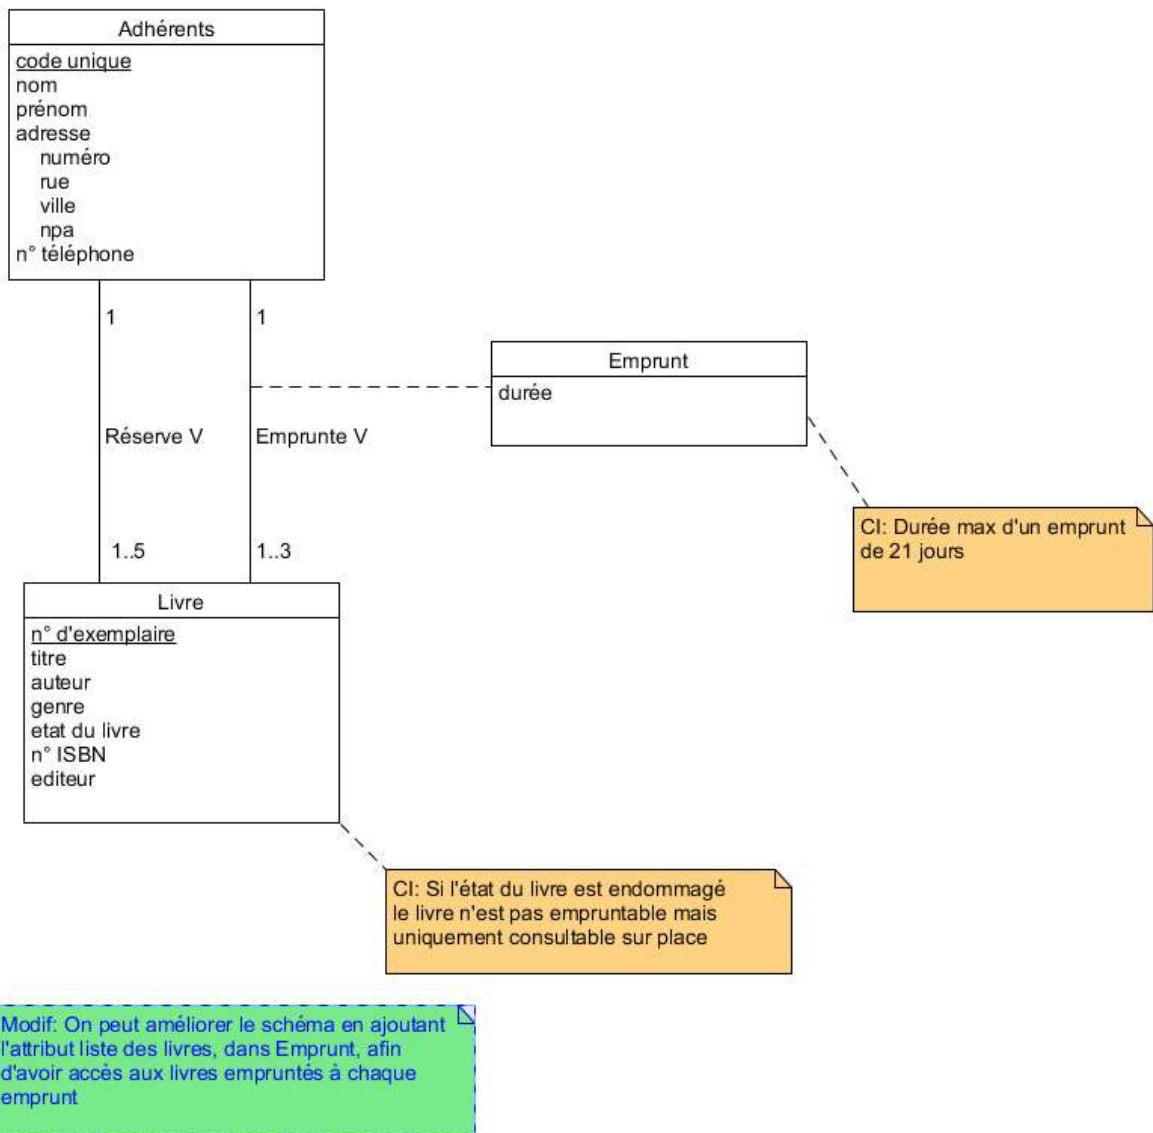 Adhérents
code unique
nom
prénom
adresse
numéro
rue
ville
npa
n° téléphone
1
1
Emprunt
durée
Réserve V
Emprunte V
CI: Durée max d'un emprunt
de 21 jours
1..5
1..3
Livre
n° d'exemplaire
titre
auteur
genre
etat du livre
n° ISBN
editeur
CI: Si l'état du livre est endommagé
le livre n'est pas empruntable mais
uniquement consultable sur place
Modif: On peut améliorer le schéma en ajoutant
l'attribut liste des livres, dans Emprunt, afin
d'avoir accès aux livres empruntés à chaque
emprunt